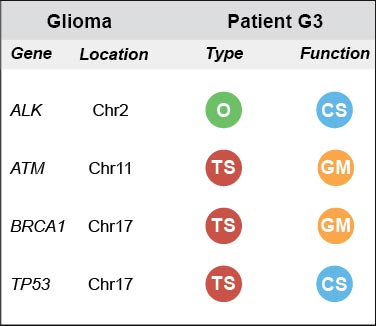 Glioma Patient G3
Gene Location Type Function
ALK Chr2 O CS
ATM Chr11 TS GM
BRCA1 Chr17 TS GM
TP53 Chr17 TS CS